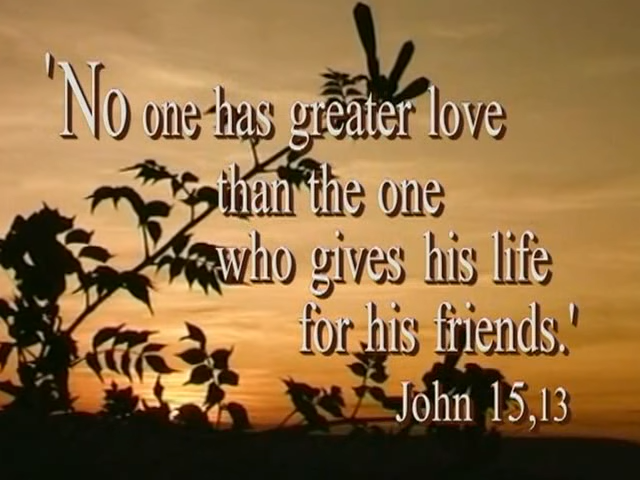 'No one has greater love
than the one
who gives his life
for his friends.'
John 15,13